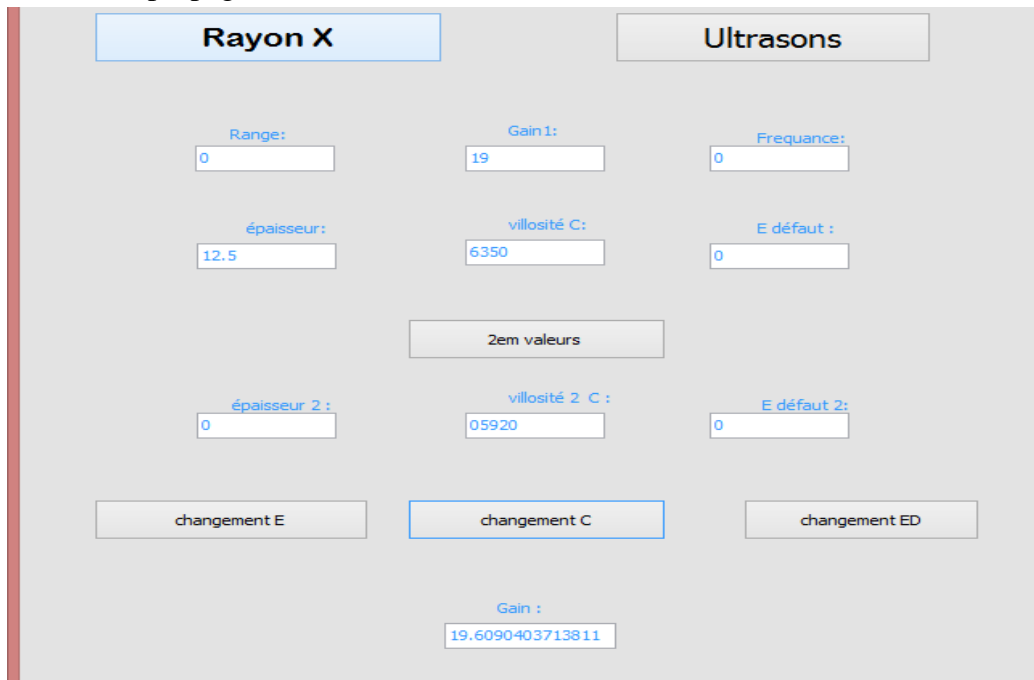 Rayon X Ultrasons
Range: Gain1: Frequance:
0 19 0
épaisseur: villosité C: E défaut :
12.5 6350 0
2em valeurs
épaisseur 2 : villosité 2 C : E défaut 2:
0 05920 0
changement E changement C changement ED
Gain :
19.6090403713811